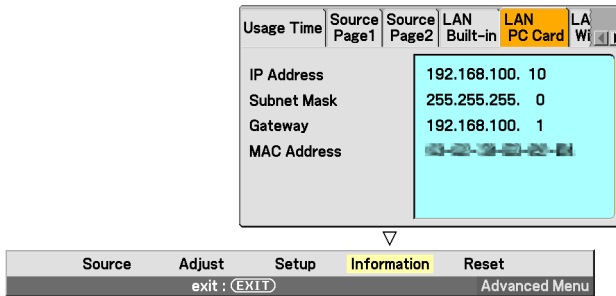 Usage Time Source Page1 Source Page2 LAN Built-in LAN PC Card LA Wi
IP Address 192.168.100. 10
Subnet Mask 255.255.255. 0
Gateway 192.168.100. 1
MAC Address
Source Adjust Setup Information Reset
exit : (EXIT) Advanced Menu